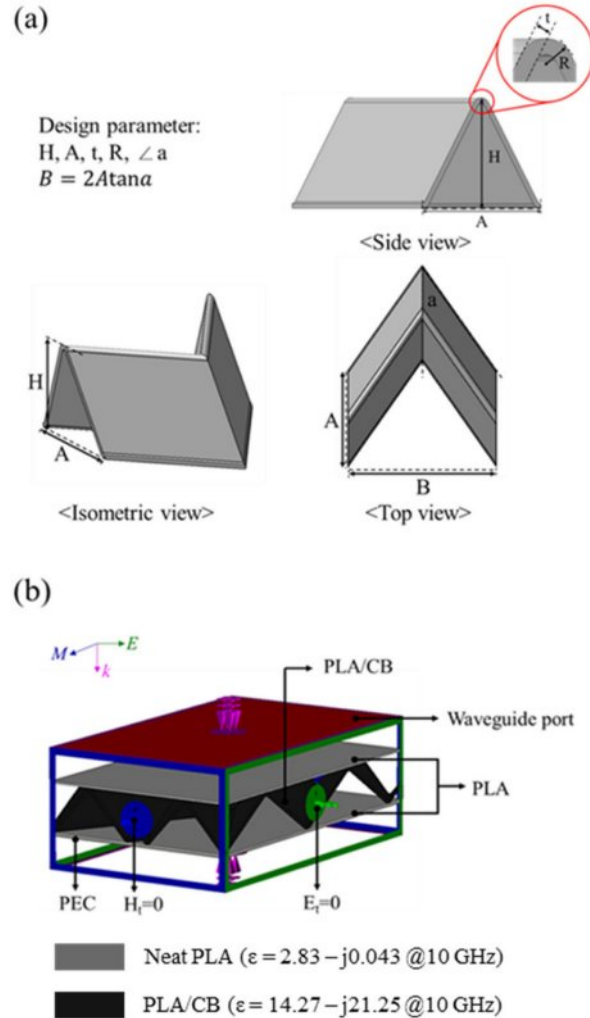 (a)
t
R
Design parameter:
H, A, t, R, ∠a
B = 2Atana
H
A
<Side view>
a
H
A
A
B
<Isometric view>
<Top view>
(b)
M
E
k
PLA/CB
Waveguide port
PLA
PEC
Hₜ=0
Eₜ=0
Neat PLA (ε = 2.83 – j0.043 @10 GHz)
PLA/CB (ε = 14.27 – j21.25 @10 GHz)